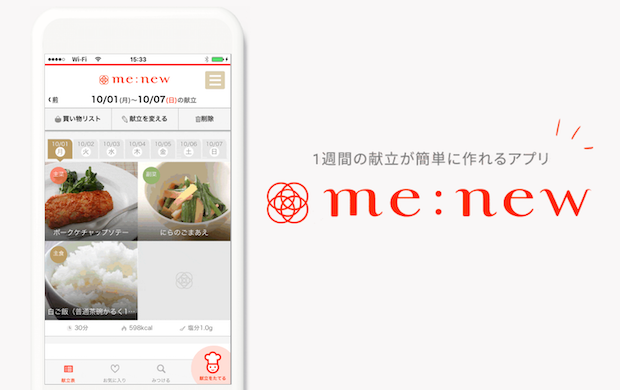 Wi-Fi 15:33
me:new
前 10/01(月)〜10/07(日)の献立
買い物リスト 献立を変える 削除
10/01 10/02 10/03 10/04 10/05 10/06 10/07
月 火 水 木 金 土 日
主菜 副菜
ポークケチャップソテー… にらのごまあえ
主食
白ご飯（普通茶碗かるく1…
30分 598kcal 塩分1.0g
献立表 お気に入り みつける 献立をたてる
1週間の献立が簡単に作れるアプリ
me:new